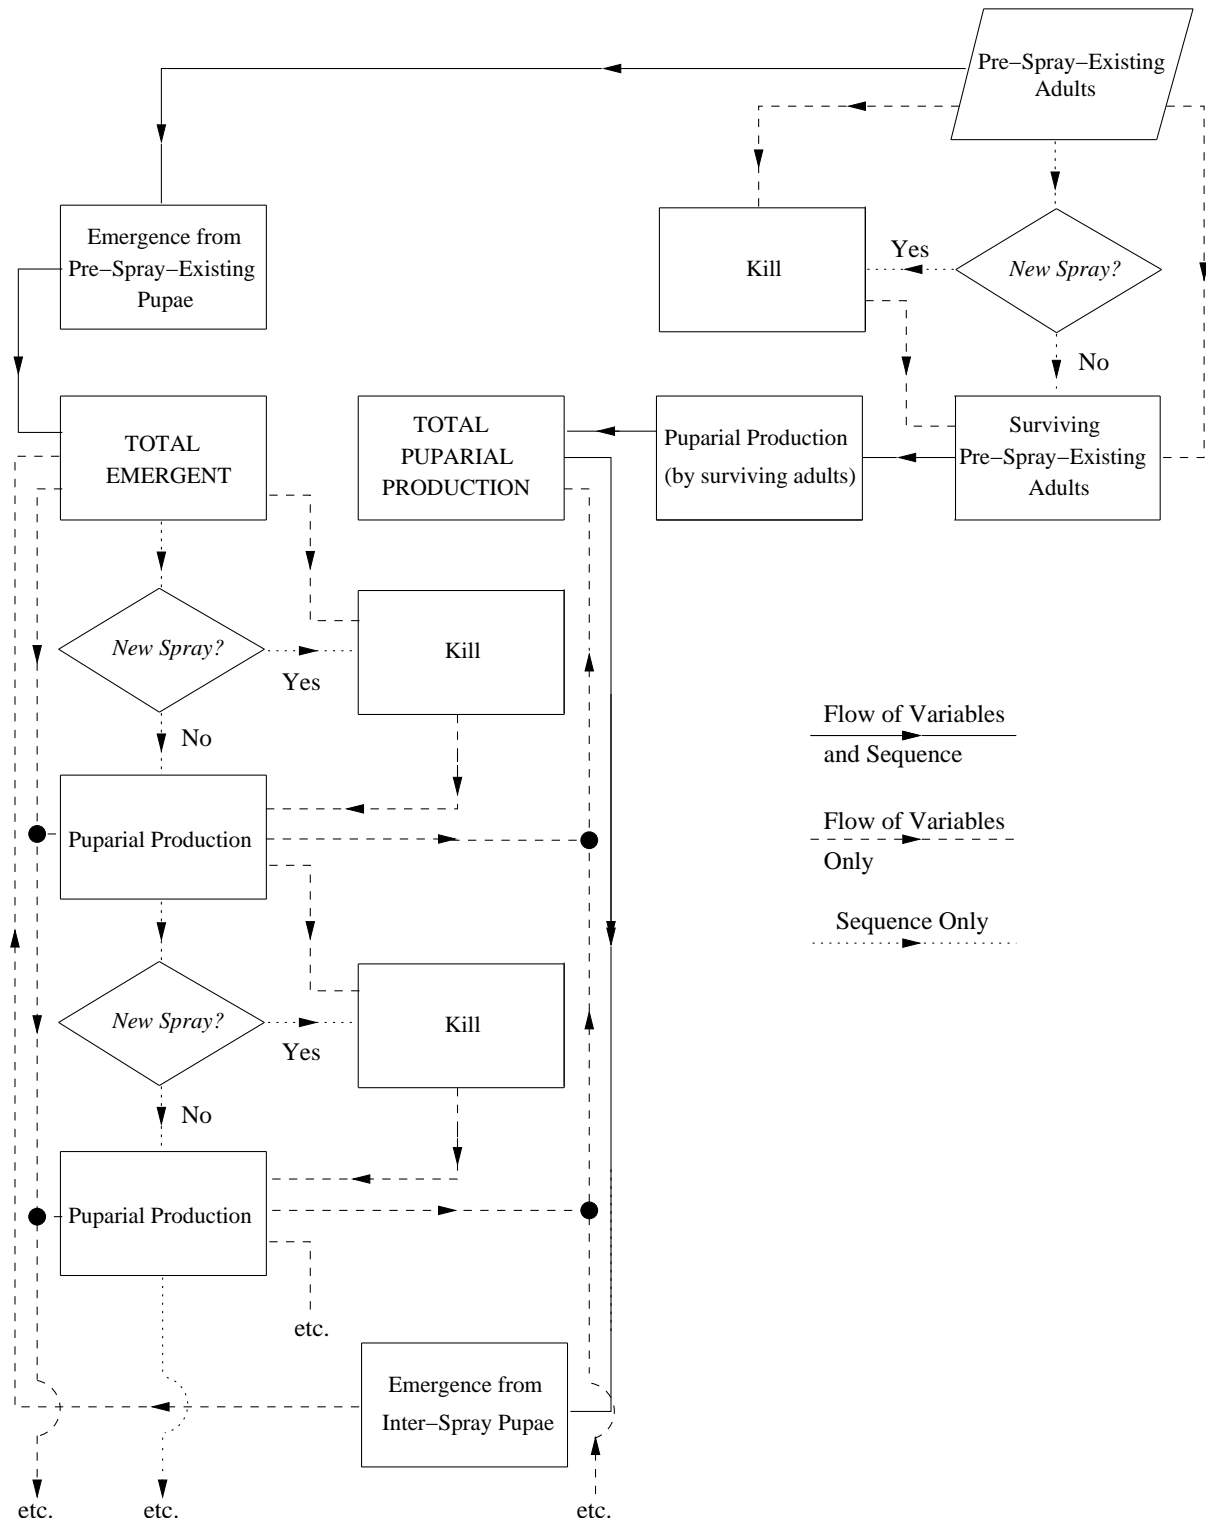 Pre−Spray−Existing
Adults
Emergence from
Pre−Spray−Existing
Pupae
Kill
Yes
New Spray?
No
TOTAL
EMERGENT
TOTAL
PUPARIAL
PRODUCTION
Puparial Production
(by surviving adults)
Surviving
Pre−Spray−Existing
Adults
New Spray?
Yes
Kill
No
Flow of Variables
and Sequence
Puparial Production
Flow of Variables
Only
Sequence Only
New Spray?
Yes
Kill
No
Puparial Production
etc.
Emergence from
Inter−Spray Pupae
etc.
etc.
etc.